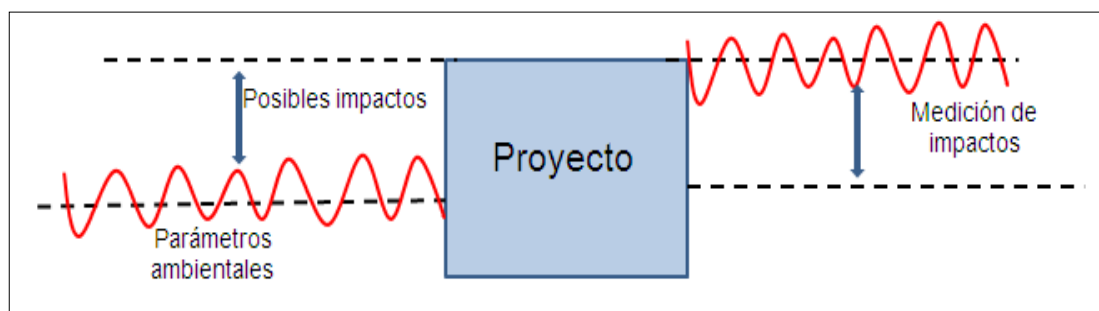 Posibles impactos
Parámetros
ambientales
Proyecto
Medición de
impactos